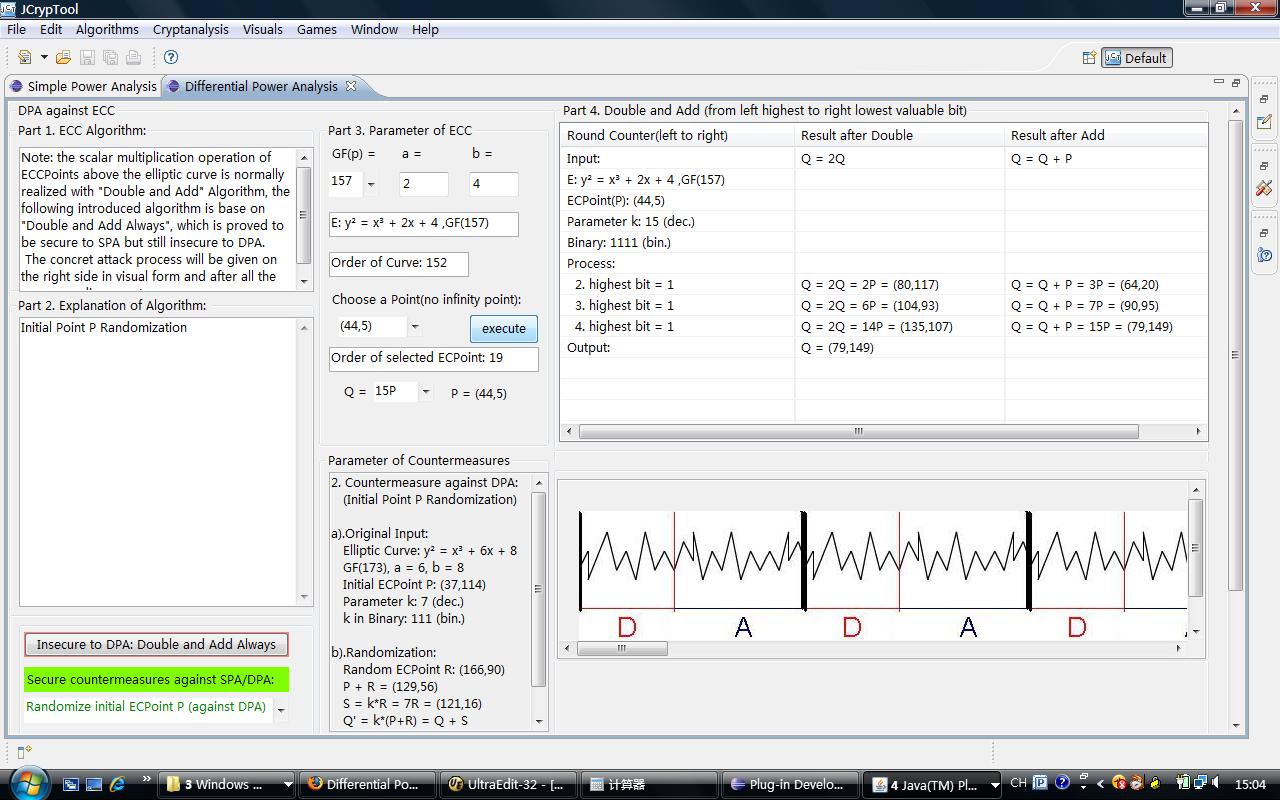 JCrypTool
File Edit Algorithms Cryptanalysis Visuals Games Window Help
Default
Simple Power Analysis Differential Power Analysis
DPA against ECC
Part 1. ECC Algorithm:
Note: the scalar multiplication operation of
ECCPoints above the elliptic curve is normally
realized with "Double and Add" Algorithm, the
following introduced algorithm is base on
"Double and Add Always", which is proved to
be secure to SPA but still insecure to DPA.
The concret attack process will be given on
the right side in visual form and after all the
Part 2. Explanation of Algorithm:
Initial Point P Randomization
Insecure to DPA: Double and Add Always
Secure countermeasures against SPA/DPA:
Randomize initial ECPoint P (against DPA)
Part 3. Parameter of ECC
GF(p) = a = b =
157 2 4
E: y² = x³ + 2x + 4 ,GF(157)
Order of Curve: 152
Choose a Point(no infinity point):
(44,5) execute
Order of selected ECPoint: 19
Q = 15P P = (44,5)
Parameter of Countermeasures
2. Countermeasure against DPA:
(Initial Point P Randomization)
a).Original Input:
Elliptic Curve: y² = x³ + 6x + 8
GF(173), a = 6, b = 8
Initial ECPoint P: (37,114)
Parameter k: 7 (dec.)
k in Binary: 111 (bin.)
b).Randomization:
Random ECPoint R: (166,90)
P + R = (129,56)
S = k*R = 7R = (121,16)
Q' = k*(P+R) = Q + S
Part 4. Double and Add (from left highest to right lowest valuable bit)
Round Counter(left to right) Result after Double Result after Add
Input: Q = 2Q Q = Q + P
E: y² = x³ + 2x + 4 ,GF(157)
ECPoint(P): (44,5)
Parameter k: 15 (dec.)
Binary: 1111 (bin.)
Process:
2. highest bit = 1 Q = 2Q = 2P = (80,117) Q = Q + P = 3P = (64,20)
3. highest bit = 1 Q = 2Q = 6P = (104,93) Q = Q + P = 7P = (90,95)
4. highest bit = 1 Q = 2Q = 14P = (135,107) Q = Q + P = 15P = (79,149)
Output: Q = (79,149)
D A D A D
3 Windows ... Differential Po... UltraEdit-32 - [... 计算器 Plug-in Develo... 4 Java(TM) Pl... CH 15:04